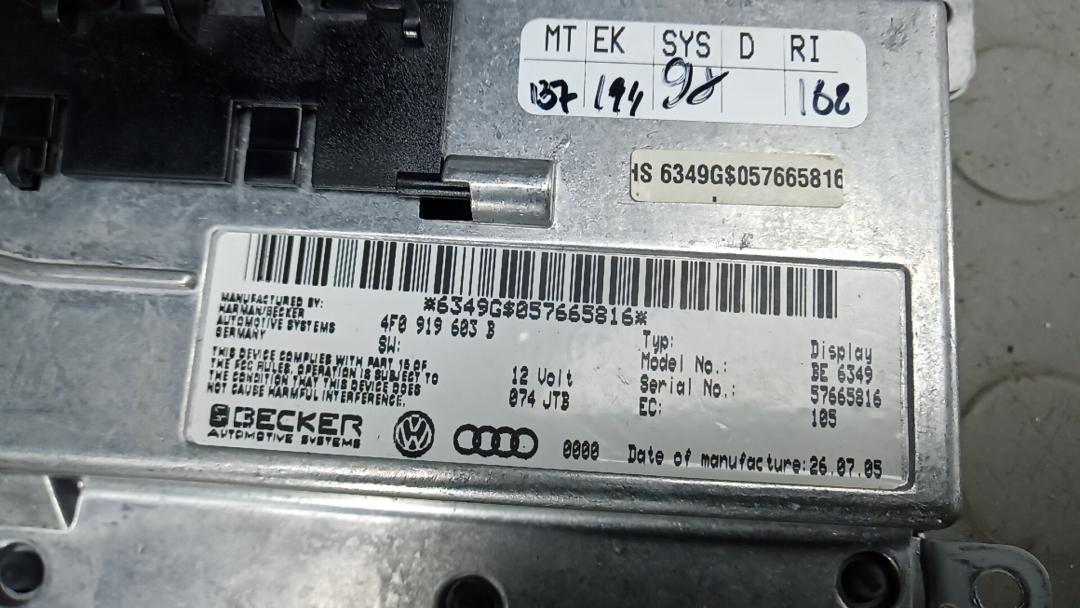 MT EK SYS D RI
137 194 98 162
HS 6349G$057665816
*6349G$057665816*
MANUFACTURED BY:
HARMAN/BECKER
AUTOMOTIVE SYSTEMS
GERMANY
4F0 919 603 B
SW:
THIS DEVICE COMPLIES WITH PART 15 OF
THE FCC RULES. OPERATION IS SUBJECT TO
THE CONDITION THAT THIS DEVICE DOES
NOT CAUSE HARMFUL INTERFERENCE.
12 Volt
074 JTB
Typ: Display
Model No.: BE 6349
Serial No.: 57665816
EC: 105
BECKER
AUTOMOTIVE SYSTEMS
0000
Date of manufacture: 26.07.05